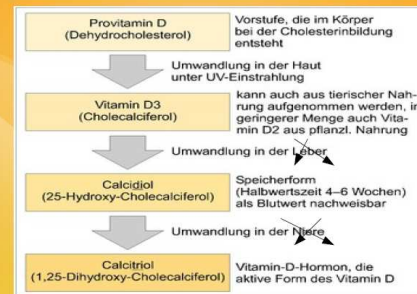 Provitamin D
(Dehydrocholesterol)
Vorstufe, die im Körper
bei der Cholesterinbildung
entsteht
Umwandlung in der Haut
unter UV-Einstrahlung
Vitamin D3
(Cholecalciferol)
kann auch aus tierischer Nah-
rung aufgenommen werden, in
geringerer Menge auch Vita-
min D2 aus pflanzl. Nahrung
Umwandlung in der Leber
Calcidiol
(25-Hydroxy-Cholecalciferol)
Speicherform
(Halbwertszeit 4–6 Wochen)
als Blutwert nachweisbar
Umwandlung in der Niere
Calcitriol
(1,25-Dihydroxy-Cholecalciferol)
Vitamin-D-Hormon, die
aktive Form des Vitamin D